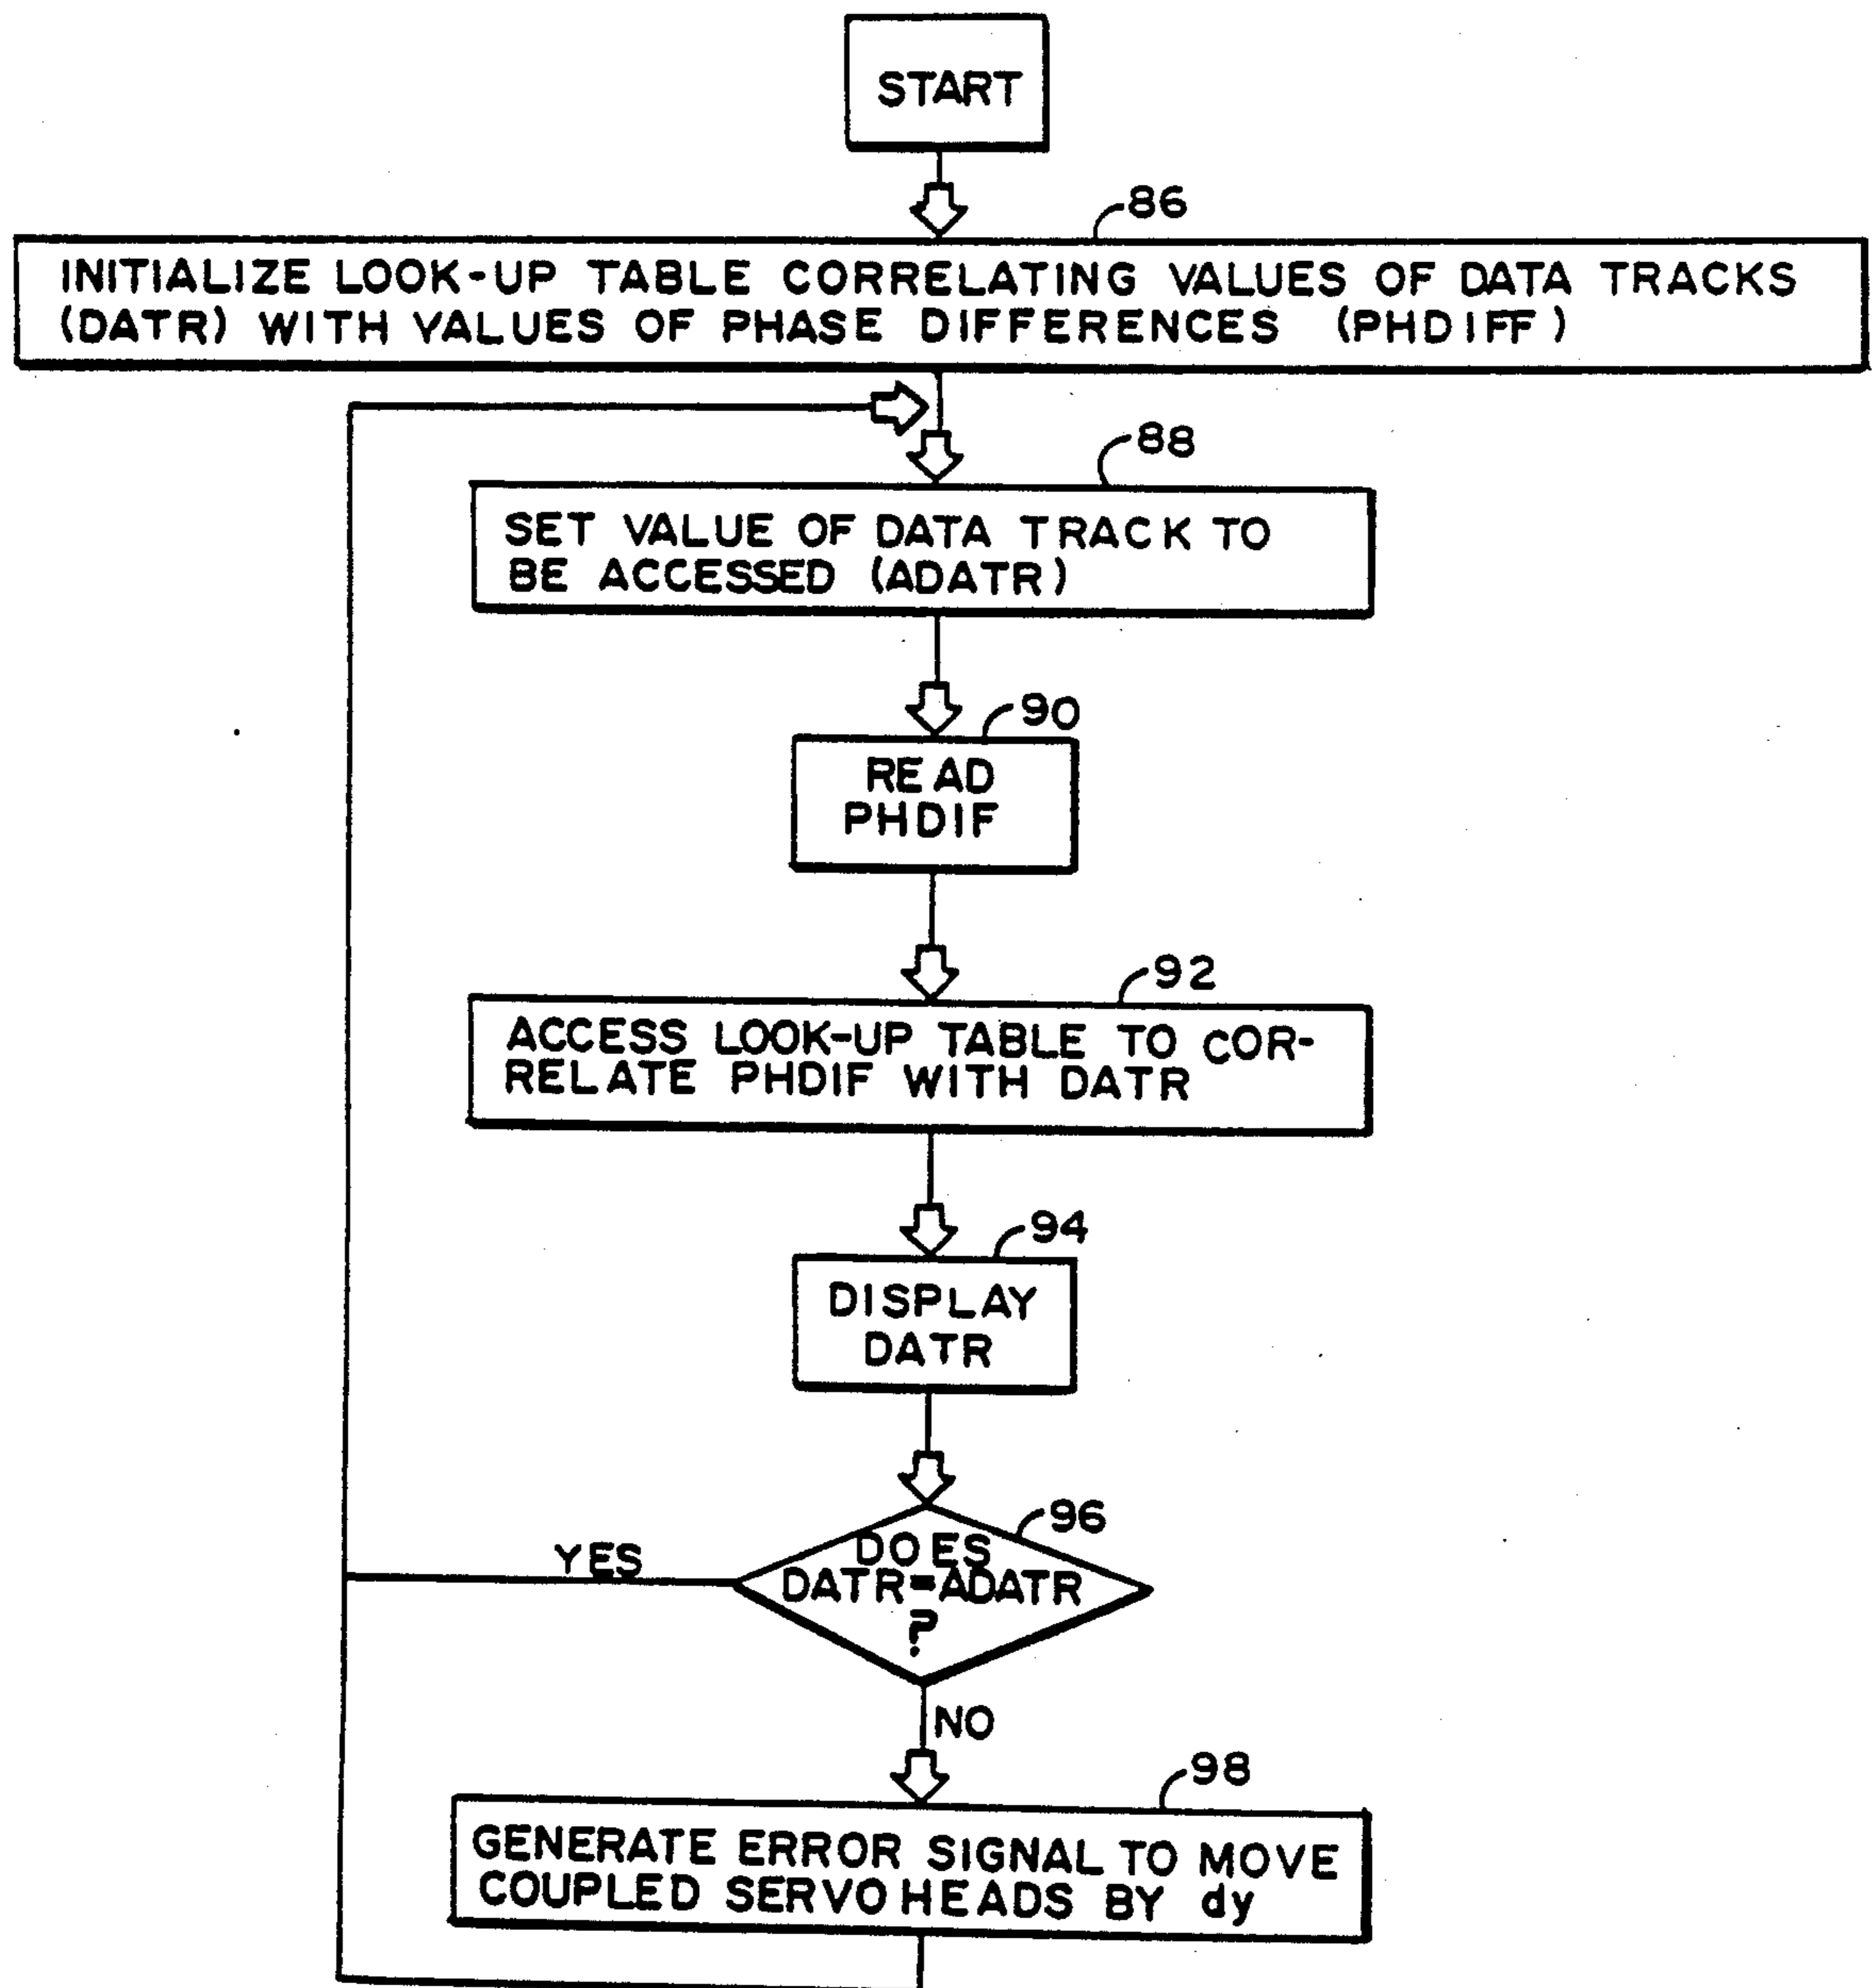 START
86
INITIALIZE LOOK-UP TABLE CORRELATING VALUES OF DATA TRACKS
(DATR) WITH VALUES OF PHASE DIFFERENCES (PHDIFF)
88
SET VALUE OF DATA TRACK TO
BE ACCESSED (ADATR)
90
READ
PHDIF
92
ACCESS LOOK-UP TABLE TO COR-
RELATE PHDIF WITH DATR
94
DISPLAY
DATR
96
DOES
DATR=ADATR
?
YES
NO
98
GENERATE ERROR SIGNAL TO MOVE
COUPLED SERVO HEADS BY dy